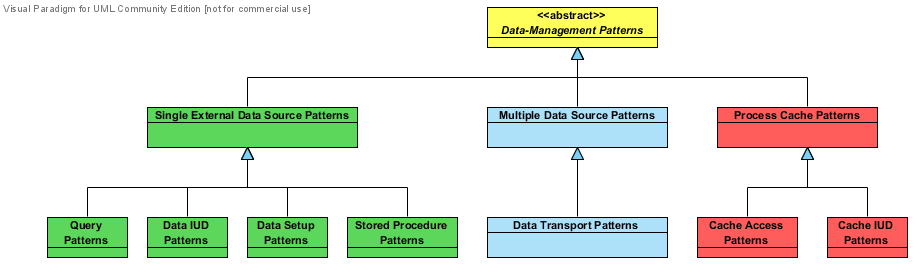 Visual Paradigm for UML Community Edition [not for commercial use]
<<abstract>>
Data-Management Patterns
Single External Data Source Patterns
Multiple Data Source Patterns
Process Cache Patterns
Query
Patterns
Data IUD
Patterns
Data Setup
Patterns
Stored Procedure
Patterns
Data Transport Patterns
Cache Access
Patterns
Cache IUD
Patterns